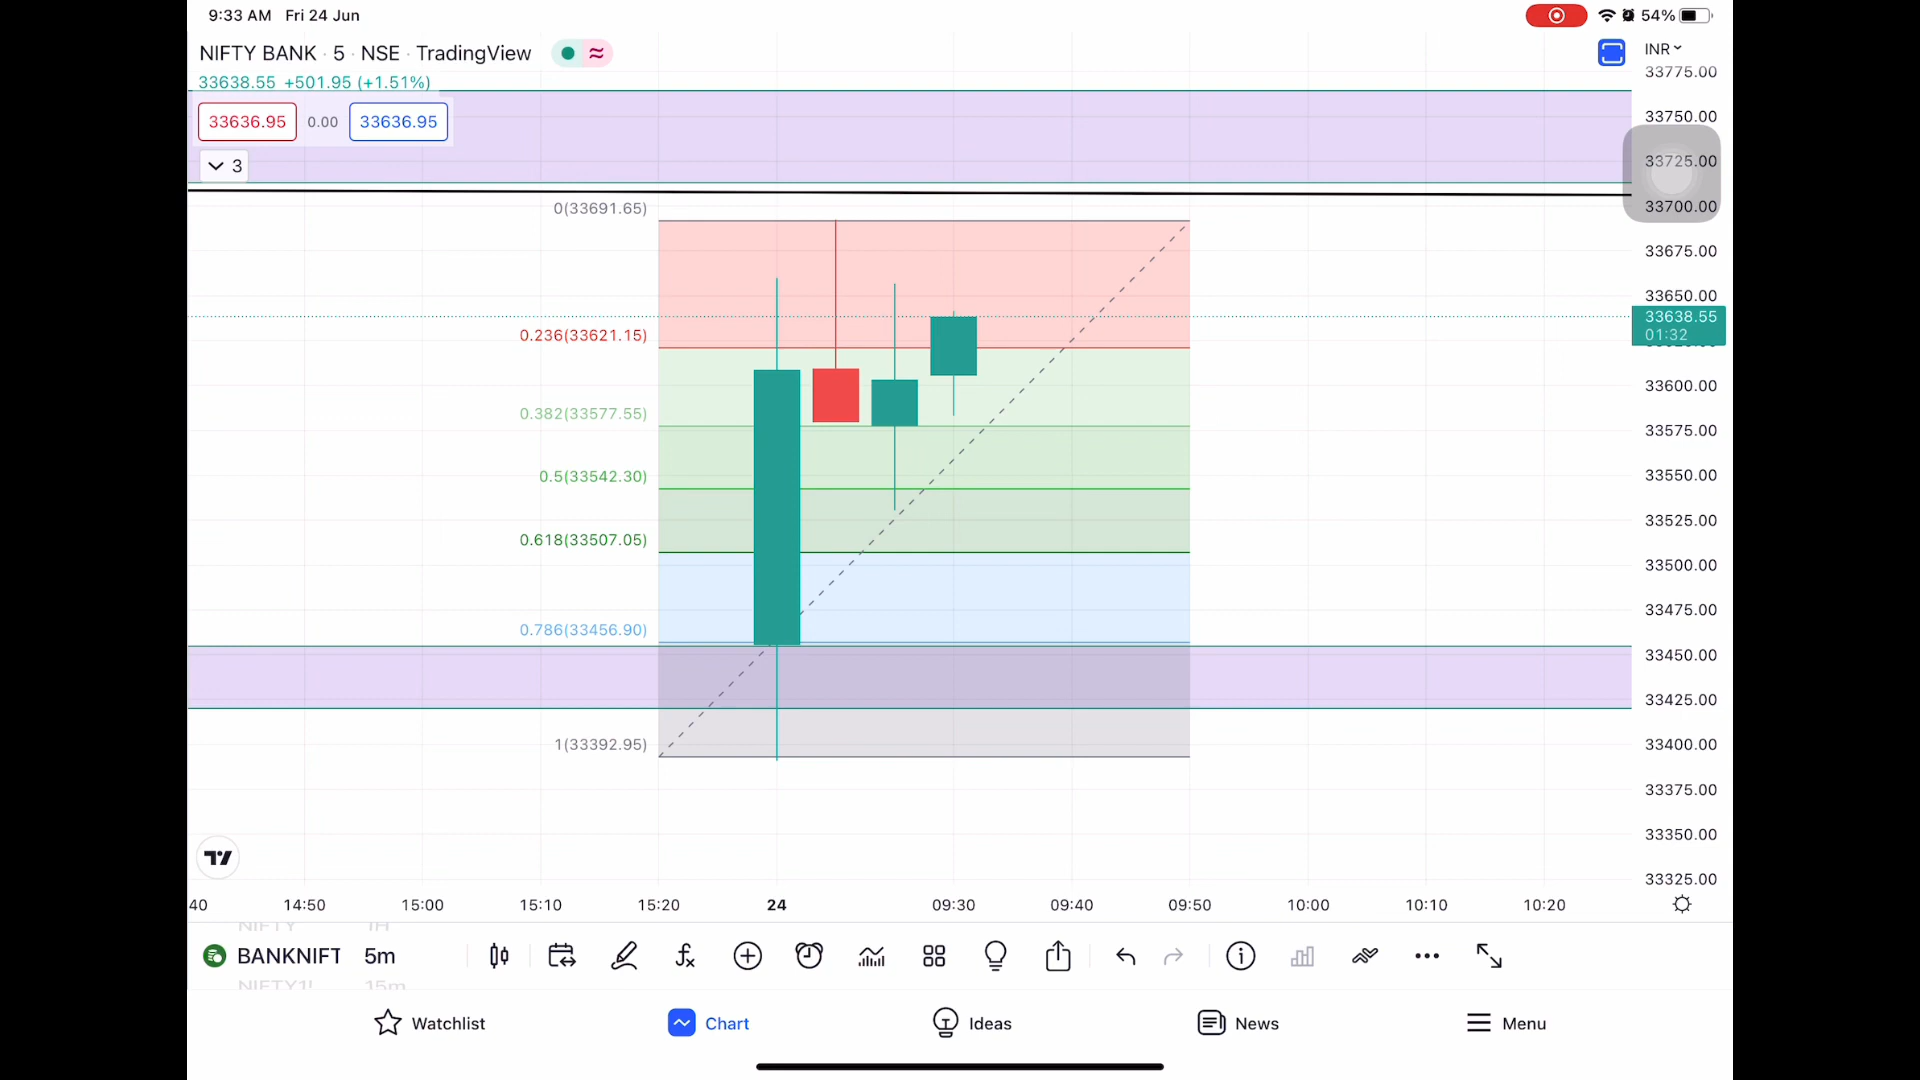 9:33 AM Fri 24 Jun
54%
NIFTY BANK · 5 · NSE · TradingView
INR
33638.55 +501.95 (+1.51%)
33636.95 0.00 33636.95
3
33775.00
33750.00
33725.00
33700.00
33675.00
33650.00
33638.55
01:32
33600.00
33575.00
33550.00
33525.00
33500.00
33475.00
33450.00
33425.00
33400.00
33375.00
33350.00
33325.00
0(33691.65)
0.236(33621.15)
0.382(33577.55)
0.5(33542.30)
0.618(33507.05)
0.786(33456.90)
1(33392.95)
40 14:50 15:00 15:10 15:20 24 09:30 09:40 09:50 10:00 10:10 10:20
NIFTY 1H
BANKNIFT 5m
NIFTY1! 15m
Watchlist Chart Ideas News Menu